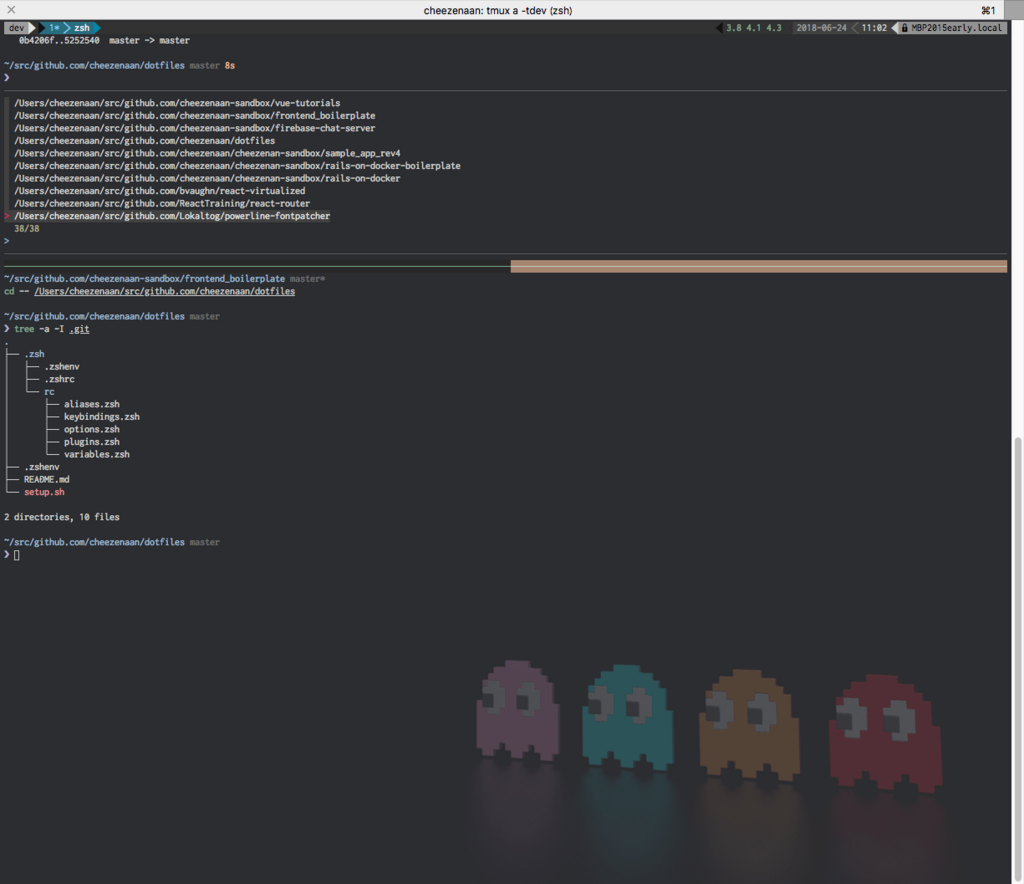 cheezenaan: tmux a -tdev (zsh) ⌘1
dev 1* zsh 3.8 4.1 4.3 2018-06-24 11:02 MBP2015early.local
0b4206f..5252540 master -> master
~/src/github.com/cheezenaan/dotfiles master 8s
❯
/Users/cheezenaan/src/github.com/cheezenaan-sandbox/vue-tutorials
/Users/cheezenaan/src/github.com/cheezenaan-sandbox/frontend_boilerplate
/Users/cheezenaan/src/github.com/cheezenaan-sandbox/firebase-chat-server
/Users/cheezenaan/src/github.com/cheezenaan/dotfiles
/Users/cheezenaan/src/github.com/cheezenaan/cheezenan-sandbox/sample_app_rev4
/Users/cheezenaan/src/github.com/cheezenaan/cheezenan-sandbox/rails-on-docker-boilerplate
/Users/cheezenaan/src/github.com/cheezenaan/cheezenan-sandbox/rails-on-docker
/Users/cheezenaan/src/github.com/bvaughn/react-virtualized
/Users/cheezenaan/src/github.com/ReactTraining/react-router
> /Users/cheezenaan/src/github.com/Lokaltog/powerline-fontpatcher
38/38
>
~/src/github.com/cheezenaan-sandbox/frontend_boilerplate master*
cd -- /Users/cheezenaan/src/github.com/cheezenaan/dotfiles
~/src/github.com/cheezenaan/dotfiles master
❯ tree -a -I .git
.
├── .zsh
│   ├── .zshenv
│   ├── .zshrc
│   └── rc
│       ├── aliases.zsh
│       ├── keybindings.zsh
│       ├── options.zsh
│       ├── plugins.zsh
│       └── variables.zsh
├── .zshenv
├── README.md
└── setup.sh
2 directories, 10 files
~/src/github.com/cheezenaan/dotfiles master
❯